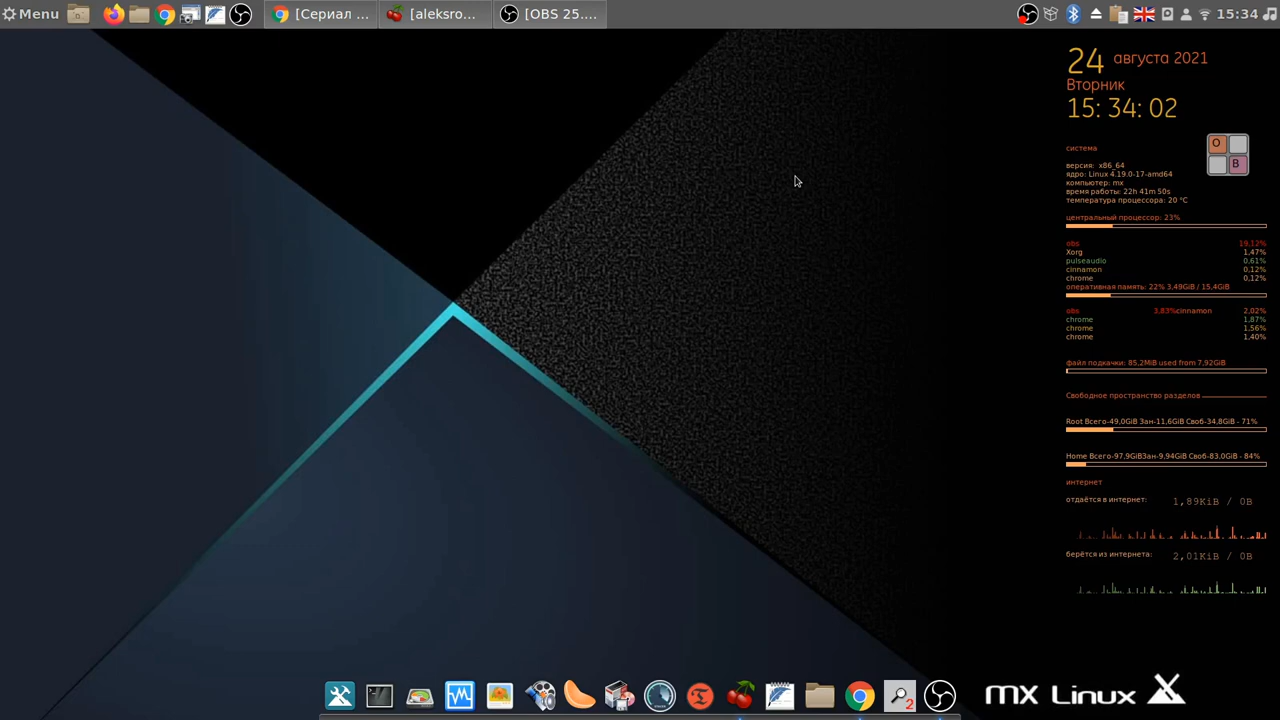 Menu
[Сериал ...
[aleksro...
[OBS 25....
15:34
24 августа 2021
Вторник
15: 34: 02
O
B
система
версия: x86_64
ядро: Linux 4.19.0-17-amd64
компьютер: mx
время работы: 22h 41m 50s
температура процессора: 20 °C
центральный процессор: 23%
obs 19,12%
Xorg 1,47%
pulseaudio 0,61%
cinnamon 0,12%
chrome 0,12%
оперативная память: 22% 3,49GiB / 15,4GiB
obs 3,83%cinnamon 2,02%
chrome 1,87%
chrome 1,56%
chrome 1,40%
файл подкачки: 85,2MiB used from 7,92GiB
Свободное пространство разделов
Root Всего-49,0GiB Зан-11,6GiB Своб-34,8GiB - 71%
Home Всего-97,9GiBЗан-9,94GiB Своб-83,0GiB - 84%
интернет
отдаётся в интернет: 1,89KiB / 0B
берётся из интернета: 2,01KiB / 0B
2
MX Linux